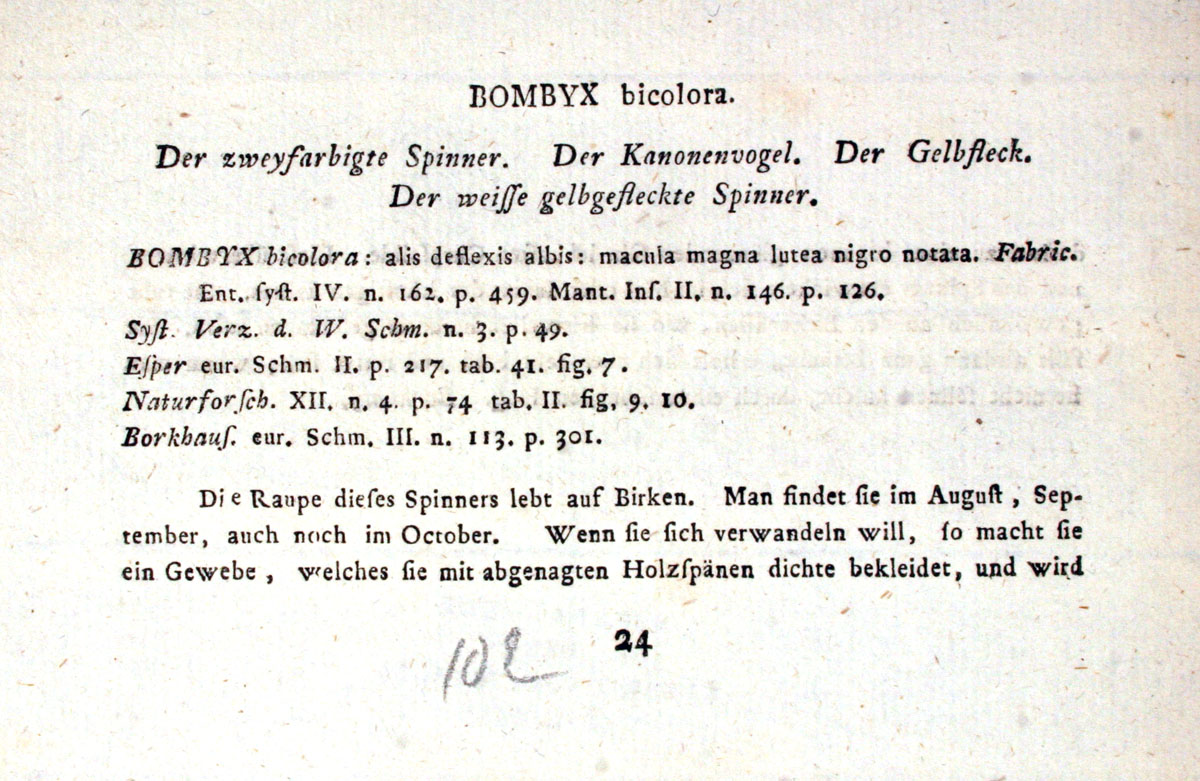 BOMBYX bicolora.
Der zweyfarbigte Spinner. Der Kanonenvogel. Der Gelbfleck.
Der weiſſe gelbgefleckte Spinner.
BOMBYX bicolora: alis deflexis albis: macula magna lutea nigro notata. Fabric.
Ent. ſyſt. IV. n. 162. p. 459. Mant. Inſ. II. n. 146. p. 126.
Syſt. Verz. d. W. Schm. n. 3. p. 49.
Eſper eur. Schm. II. p. 217. tab. 41. fig. 7.
Naturforſch. XII. n. 4. p. 74 tab. II. fig. 9. 10.
Borkhauſ. eur. Schm. III. n. 113. p. 301.
Die Raupe dieſes Spinners lebt auf Birken. Man findet ſie im Auguſt, Sep-
tember, auch noch im October. Wenn ſie ſich verwandeln will, ſo macht ſie
ein Gewebe, welches ſie mit abgenagten Holzſpänen dichte bekleidet, und wird
24
102